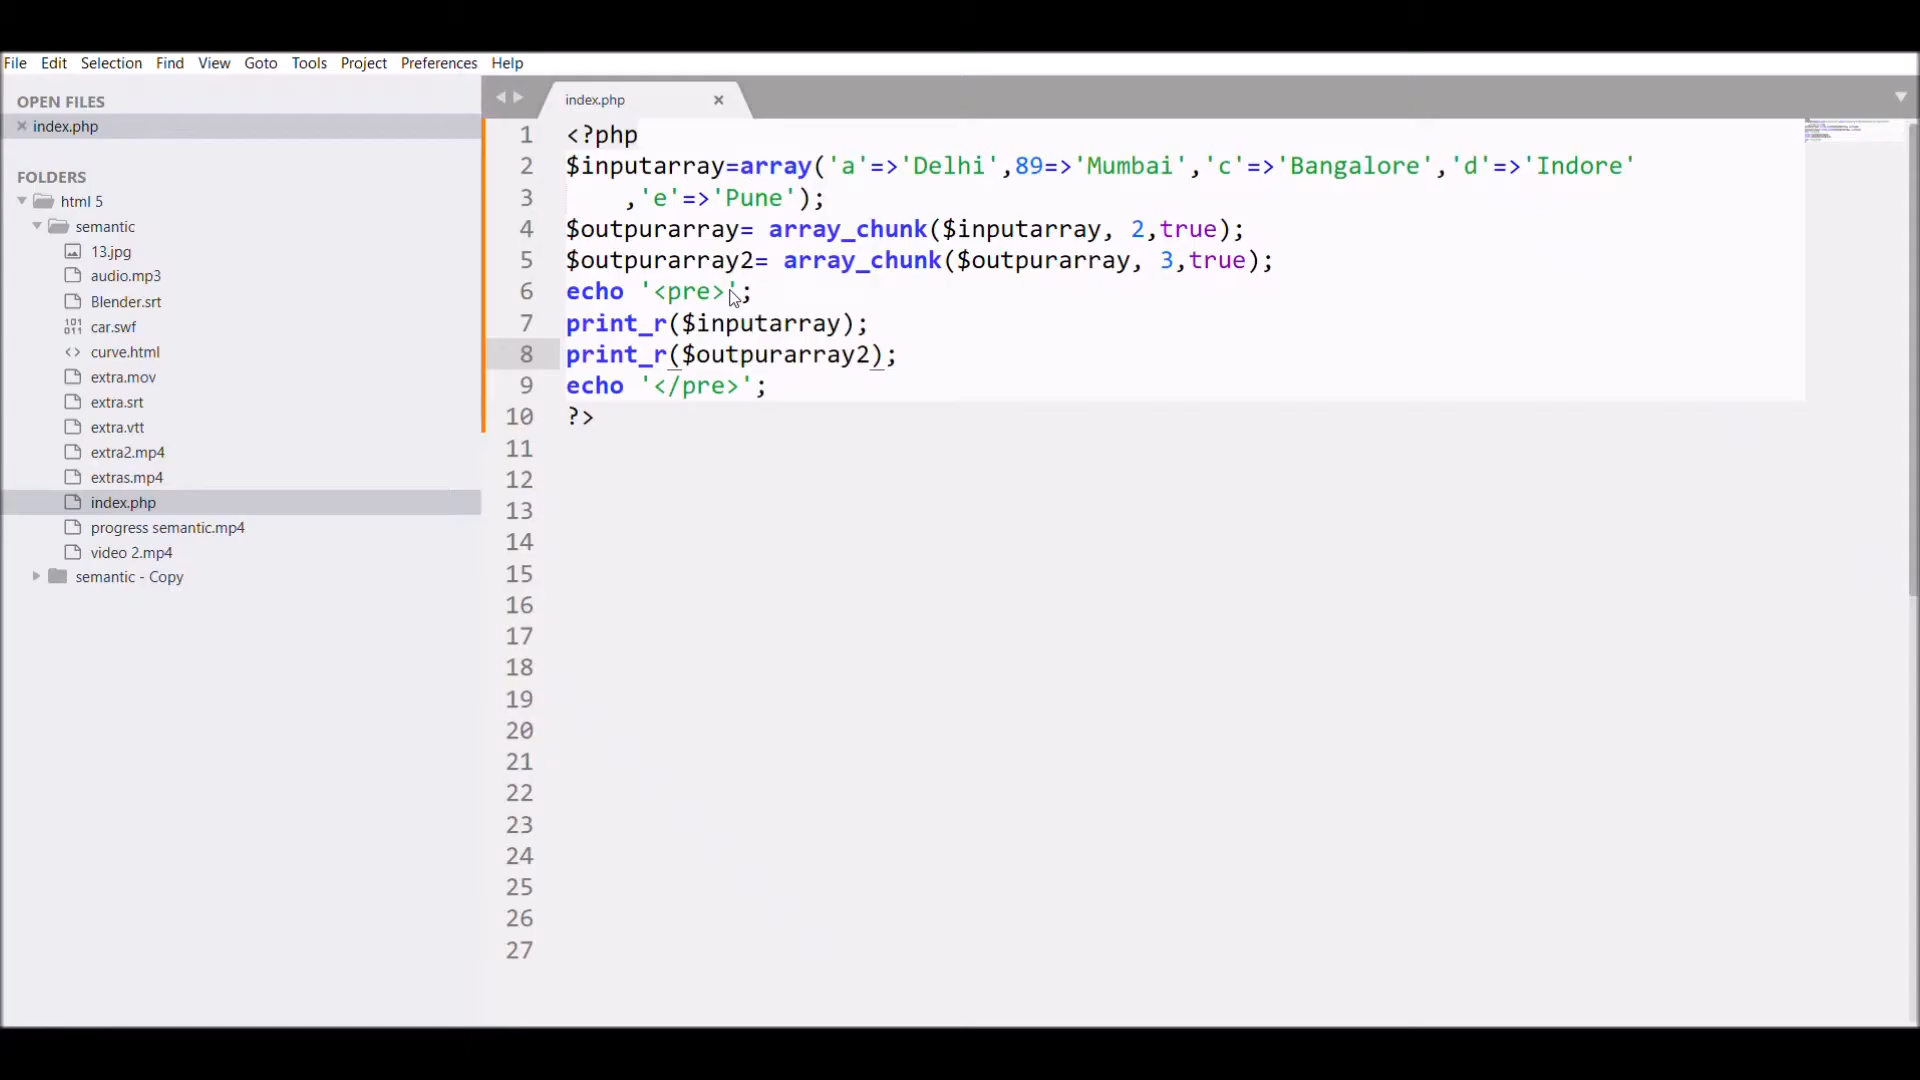 File Edit Selection Find View Goto Tools Project Preferences Help
OPEN FILES
index.php
FOLDERS
html 5
semantic
13.jpg
audio.mp3
Blender.srt
car.swf
curve.html
extra.mov
extra.srt
extra.vtt
extra2.mp4
extras.mp4
index.php
progress semantic.mp4
video 2.mp4
semantic - Copy
index.php
1 <?php
2 $inputarray=array('a'=>'Delhi',89=>'Mumbai','c'=>'Bangalore','d'=>'Indore'
3 ,'e'=>'Pune');
4 $outpurarray= array_chunk($inputarray, 2,true);
5 $outpurarray2= array_chunk($outpurarray, 3,true);
6 echo '<pre>';
7 print_r($inputarray);
8 print_r($outpurarray2);
9 echo '</pre>';
10 ?>
11
12
13
14
15
16
17
18
19
20
21
22
23
24
25
26
27